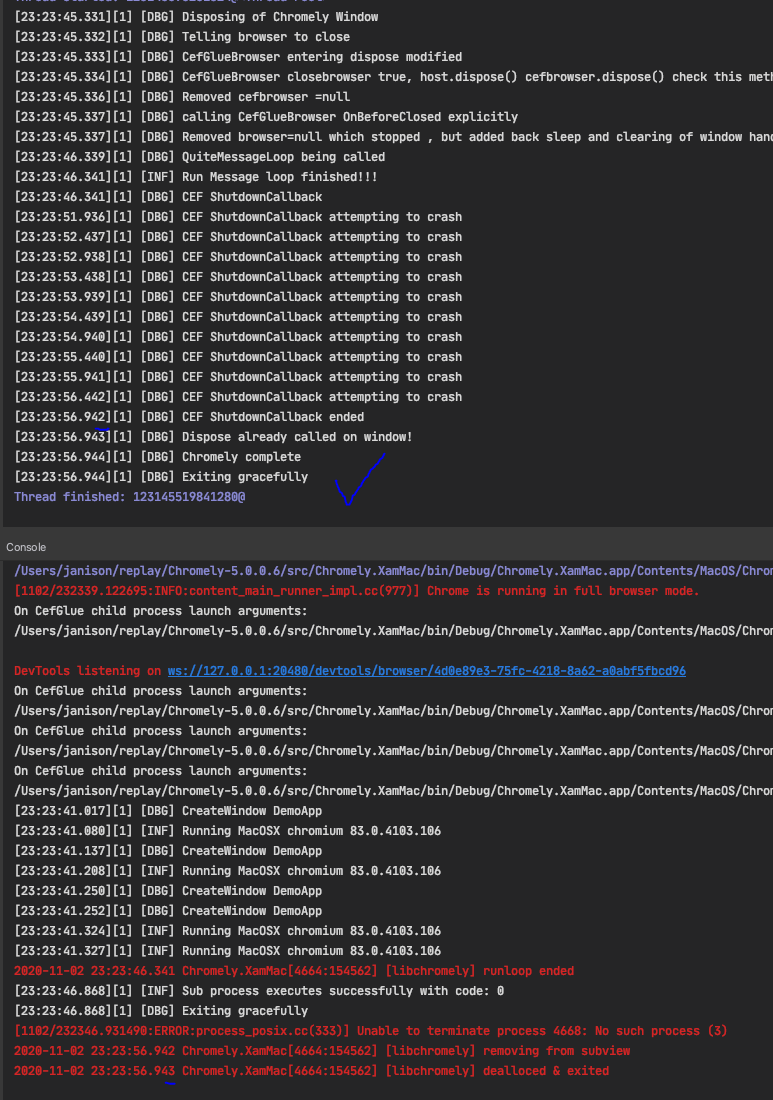 [23:23:45.331][1] [DBG] Disposing of Chromely Window
[23:23:45.332][1] [DBG] Telling browser to close
[23:23:45.333][1] [DBG] CefGlueBrowser entering dispose modified
[23:23:45.334][1] [DBG] CefGlueBrowser closebrowser true, host.dispose() cefbrowser.dispose() check this meth
[23:23:45.336][1] [DBG] Removed cefbrowser =null
[23:23:45.337][1] [DBG] calling CefGlueBrowser OnBeforeClosed explicitly
[23:23:45.337][1] [DBG] Removed browser=null which stopped , but added back sleep and clearing of window hand
[23:23:46.339][1] [DBG] QuiteMessageLoop being called
[23:23:46.341][1] [INF] Run Message loop finished!!!
[23:23:46.341][1] [DBG] CEF ShutdownCallback
[23:23:51.936][1] [DBG] CEF ShutdownCallback attempting to crash
[23:23:52.437][1] [DBG] CEF ShutdownCallback attempting to crash
[23:23:52.938][1] [DBG] CEF ShutdownCallback attempting to crash
[23:23:53.438][1] [DBG] CEF ShutdownCallback attempting to crash
[23:23:53.939][1] [DBG] CEF ShutdownCallback attempting to crash
[23:23:54.439][1] [DBG] CEF ShutdownCallback attempting to crash
[23:23:54.940][1] [DBG] CEF ShutdownCallback attempting to crash
[23:23:55.440][1] [DBG] CEF ShutdownCallback attempting to crash
[23:23:55.941][1] [DBG] CEF ShutdownCallback attempting to crash
[23:23:56.442][1] [DBG] CEF ShutdownCallback attempting to crash
[23:23:56.942][1] [DBG] CEF ShutdownCallback ended
[23:23:56.943][1] [DBG] Dispose already called on window!
[23:23:56.944][1] [DBG] Chromely complete
[23:23:56.944][1] [DBG] Exiting gracefully
Thread finished: 123145519841280@
Console
/Users/janison/replay/Chromely-5.0.0.6/src/Chromely.XamMac/bin/Debug/Chromely.XamMac.app/Contents/MacOS/Chrom
[1102/232339.122695:INFO:content_main_runner_impl.cc(977)] Chrome is running in full browser mode.
On CefGlue child process launch arguments:
/Users/janison/replay/Chromely-5.0.0.6/src/Chromely.XamMac/bin/Debug/Chromely.XamMac.app/Contents/MacOS/Chrom
DevTools listening on ws://127.0.0.1:20480/devtools/browser/4d0e89e3-75fc-4218-8a62-a0abf5fbcd96
On CefGlue child process launch arguments:
/Users/janison/replay/Chromely-5.0.0.6/src/Chromely.XamMac/bin/Debug/Chromely.XamMac.app/Contents/MacOS/Chrom
On CefGlue child process launch arguments:
/Users/janison/replay/Chromely-5.0.0.6/src/Chromely.XamMac/bin/Debug/Chromely.XamMac.app/Contents/MacOS/Chrom
On CefGlue child process launch arguments:
/Users/janison/replay/Chromely-5.0.0.6/src/Chromely.XamMac/bin/Debug/Chromely.XamMac.app/Contents/MacOS/Chrom
[23:23:41.017][1] [DBG] CreateWindow DemoApp
[23:23:41.080][1] [INF] Running MacOSX chromium 83.0.4103.106
[23:23:41.137][1] [DBG] CreateWindow DemoApp
[23:23:41.208][1] [INF] Running MacOSX chromium 83.0.4103.106
[23:23:41.250][1] [DBG] CreateWindow DemoApp
[23:23:41.252][1] [DBG] CreateWindow DemoApp
[23:23:41.324][1] [INF] Running MacOSX chromium 83.0.4103.106
[23:23:41.327][1] [INF] Running MacOSX chromium 83.0.4103.106
2020-11-02 23:23:46.341 Chromely.XamMac[4664:154562] [libchromely] runloop ended
[23:23:46.868][1] [INF] Sub process executes successfully with code: 0
[23:23:46.868][1] [DBG] Exiting gracefully
[1102/232346.931490:ERROR:process_posix.cc(333)] Unable to terminate process 4668: No such process (3)
2020-11-02 23:23:56.942 Chromely.XamMac[4664:154562] [libchromely] removing from subview
2020-11-02 23:23:56.943 Chromely.XamMac[4664:154562] [libchromely] dealloced & exited